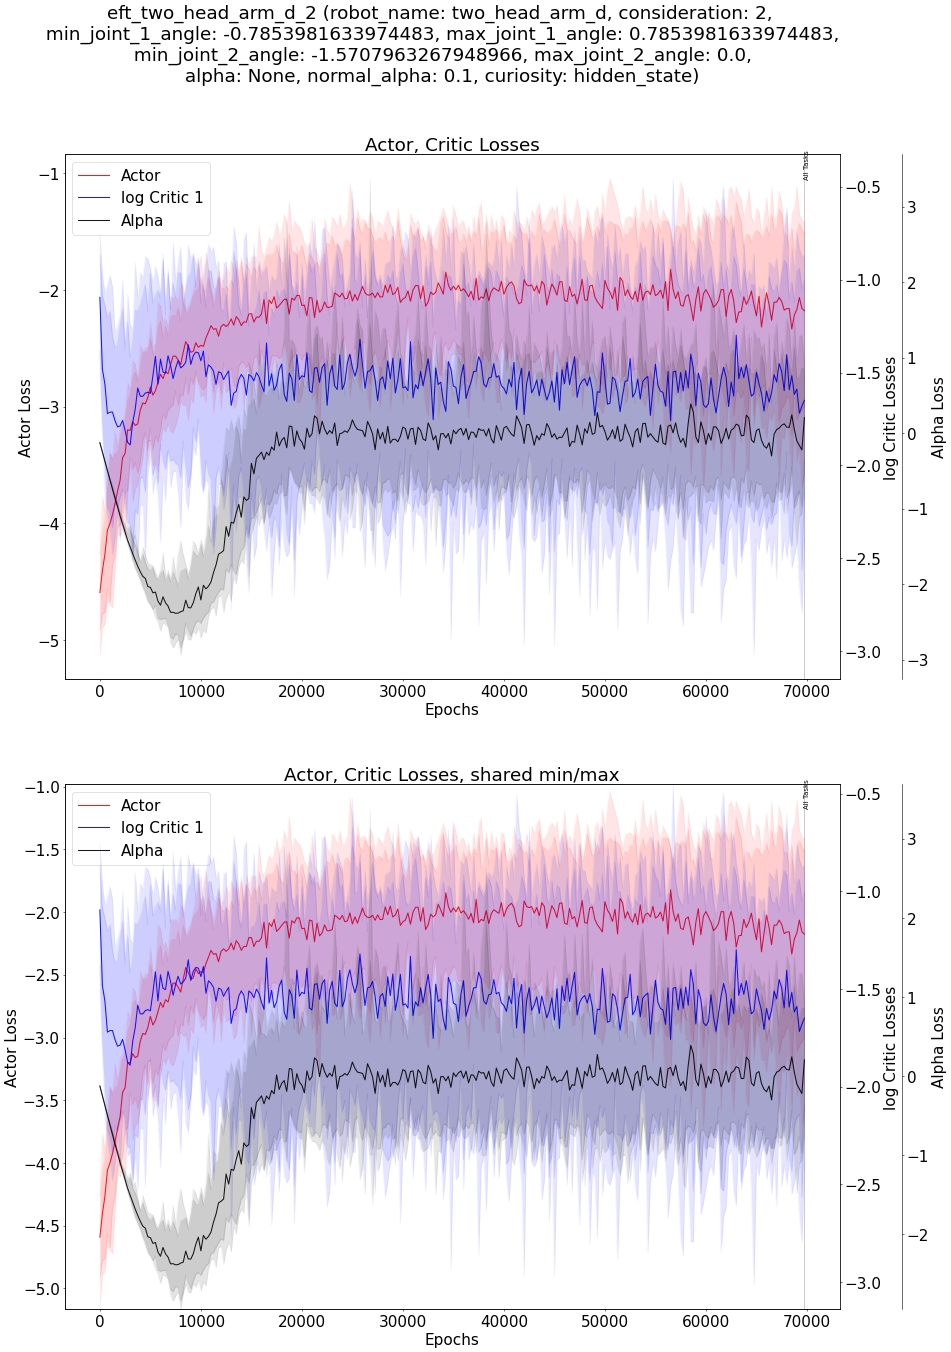 eft_two_head_arm_d_2 (robot_name: two_head_arm_d, consideration: 2,
min_joint_1_angle: -0.7853981633974483, max_joint_1_angle: 0.7853981633974483,
min_joint_2_angle: -1.5707963267948966, max_joint_2_angle: 0.0,
alpha: None, normal_alpha: 0.1, curiosity: hidden_state)
Actor, Critic Losses
Actor
log Critic 1
Alpha
All Tasks
−1
−2
−3
−4
−5
Actor Loss
−0.5
−1.0
−1.5
−2.0
−2.5
−3.0
log Critic Losses
3
2
1
0
−1
−2
−3
Alpha Loss
0 10000 20000 30000 40000 50000 60000 70000
Epochs
Actor, Critic Losses, shared min/max
Actor
log Critic 1
Alpha
All Tasks
−1.0
−1.5
−2.0
−2.5
−3.0
−3.5
−4.0
−4.5
−5.0
Actor Loss
−0.5
−1.0
−1.5
−2.0
−2.5
−3.0
log Critic Losses
3
2
1
0
−1
−2
Alpha Loss
0 10000 20000 30000 40000 50000 60000 70000
Epochs